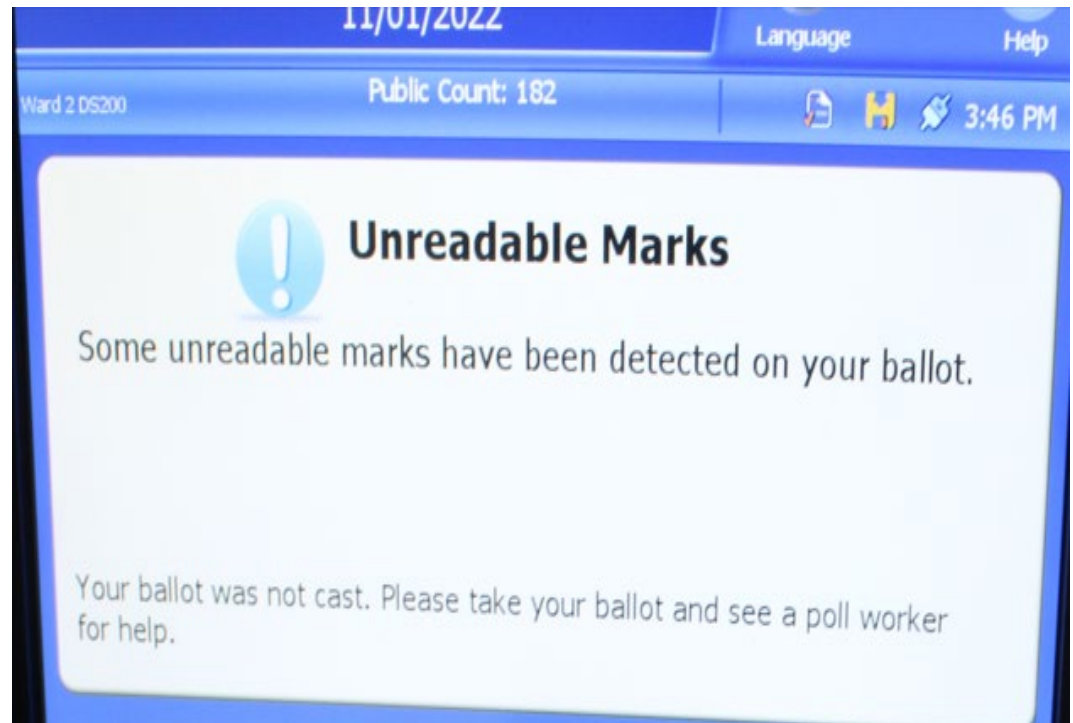 11/01/2022
Language
Help
Ward 2 DS200
Public Count: 182
3:46 PM
Unreadable Marks
Some unreadable marks have been detected on your ballot.
Your ballot was not cast. Please take your ballot and see a poll worker
for help.